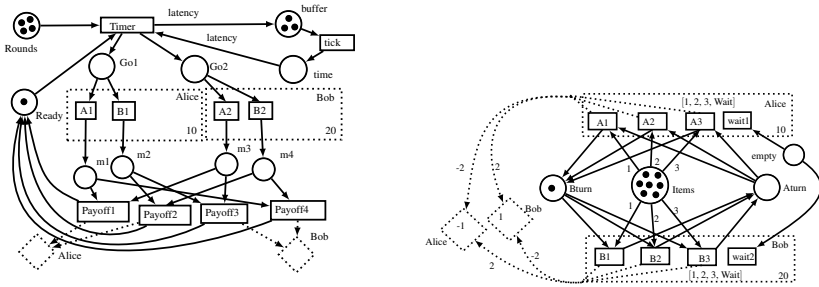 latency
buffer
Rounds
Timer
latency
tick
Go1
Go2
time
Ready
A1
B1
Alice
10
A2
B2
Bob
20
m1
m2
m3
m4
Payoff1
Payoff2
Payoff3
Payoff4
Alice
Bob
[1, 2, 3, Wait]
Alice
A1
A2
A3
wait1
10
empty
-2
2
1
2
3
Bturn
Items
Aturn
1
2
3
Alice
-1
1
Bob
2
-2
B1
B2
B3
wait2
Bob
[1, 2, 3, Wait]
20